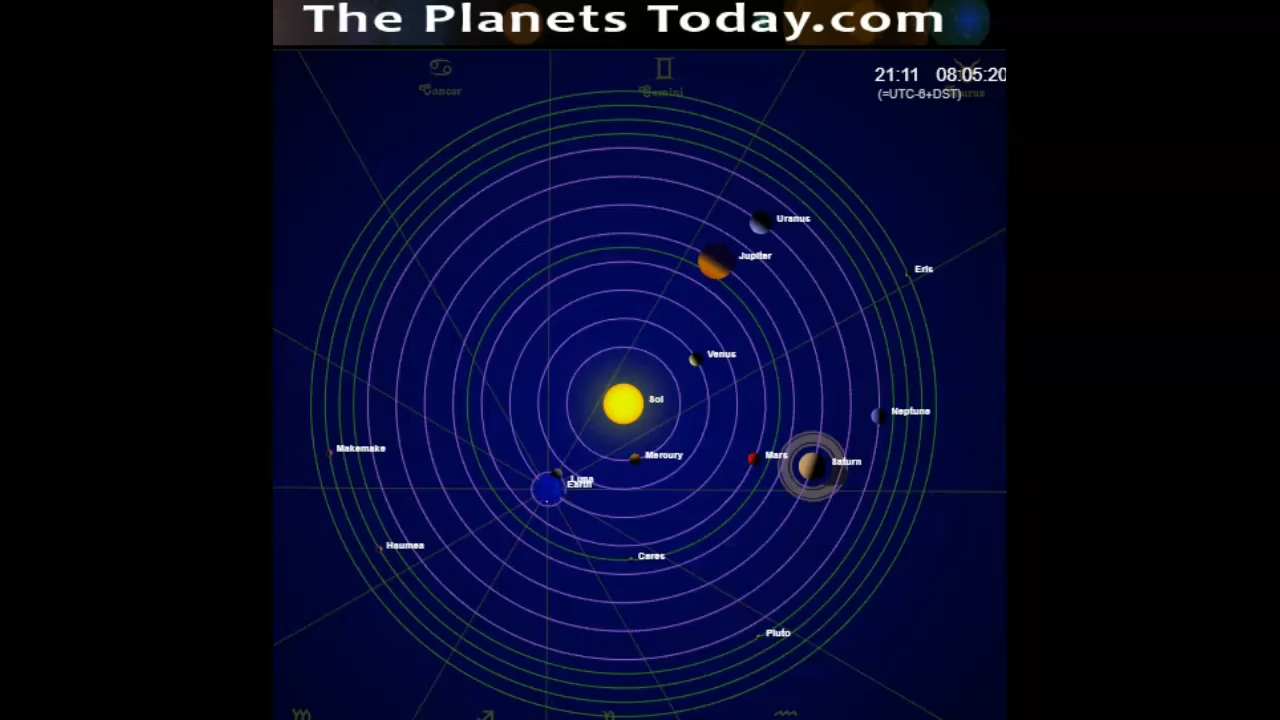 The Planets Today.com
Cancer
Gemini
21:11 08:05:20
(=UTC-6+DST)
Uranus
Jupiter
Eris
Venus
Sol
Neptune
Makemake
Mercury
Mars
Saturn
Luna
Earth
Haumea
Ceres
Pluto